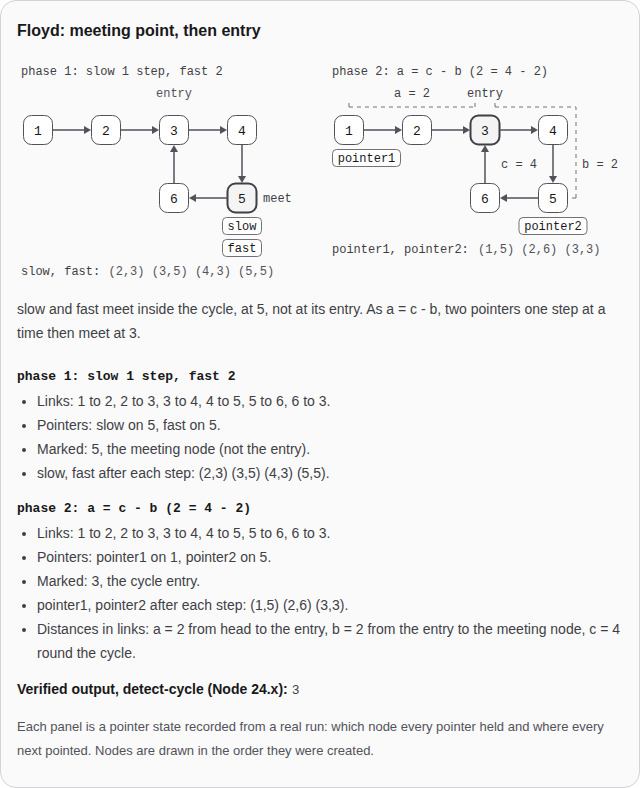 Floyd: meeting point, then entry
phase 1: slow 1 step, fast 2
entry
1 2 3 4
6 5 meet
slow
fast
slow, fast: (2,3) (3,5) (4,3) (5,5)
phase 2: a = c - b (2 = 4 - 2)
a = 2 entry
1 2 3 4
pointer1 c = 4 b = 2
6 5
pointer2
pointer1, pointer2: (1,5) (2,6) (3,3)
slow and fast meet inside the cycle, at 5, not at its entry. As a = c - b, two pointers one step at a
time then meet at 3.
phase 1: slow 1 step, fast 2
• Links: 1 to 2, 2 to 3, 3 to 4, 4 to 5, 5 to 6, 6 to 3.
• Pointers: slow on 5, fast on 5.
• Marked: 5, the meeting node (not the entry).
• slow, fast after each step: (2,3) (3,5) (4,3) (5,5).
phase 2: a = c - b (2 = 4 - 2)
• Links: 1 to 2, 2 to 3, 3 to 4, 4 to 5, 5 to 6, 6 to 3.
• Pointers: pointer1 on 1, pointer2 on 5.
• Marked: 3, the cycle entry.
• pointer1, pointer2 after each step: (1,5) (2,6) (3,3).
• Distances in links: a = 2 from head to the entry, b = 2 from the entry to the meeting node, c = 4
round the cycle.
Verified output, detect-cycle (Node 24.x): 3
Each panel is a pointer state recorded from a real run: which node every pointer held and where every
next pointed. Nodes are drawn in the order they were created.